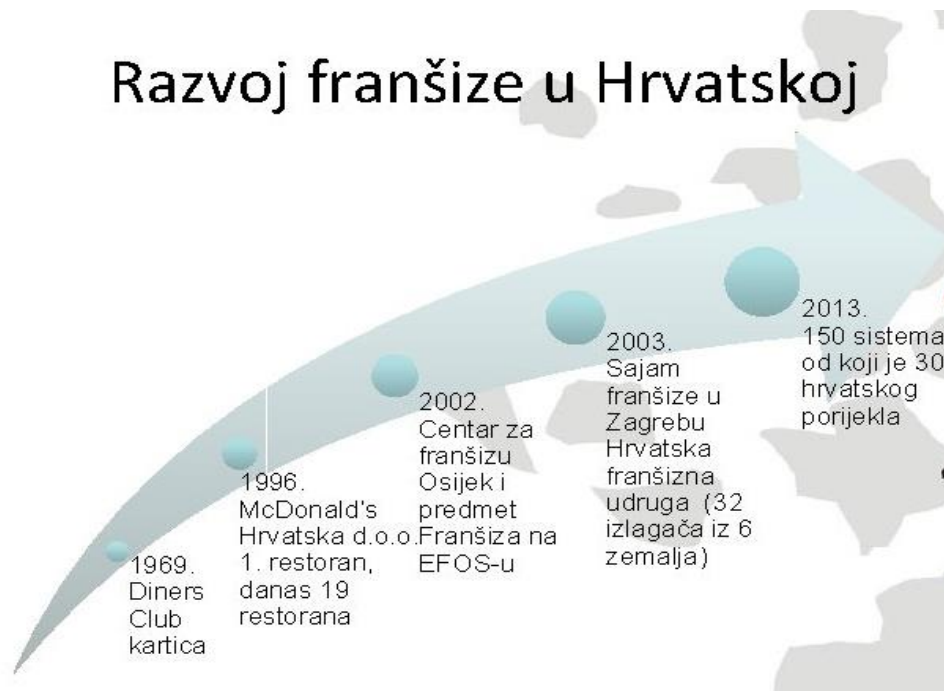 Razvoj franšize u Hrvatskoj
1969.
Diners
Club
kartica
1996.
McDonald's
Hrvatska d.o.o.
1. restoran,
danas 19
restorana
2002.
Centar za
franšizu
Osijek i
predmet
Franšiza na
EFOS-u
2003.
Sajam
franšize u
Zagrebu
Hrvatska
franšizna
udruga (32
izlagača iz 6
zemalja)
2013.
150 sistema
od koji je 30
hrvatskog
porijekla